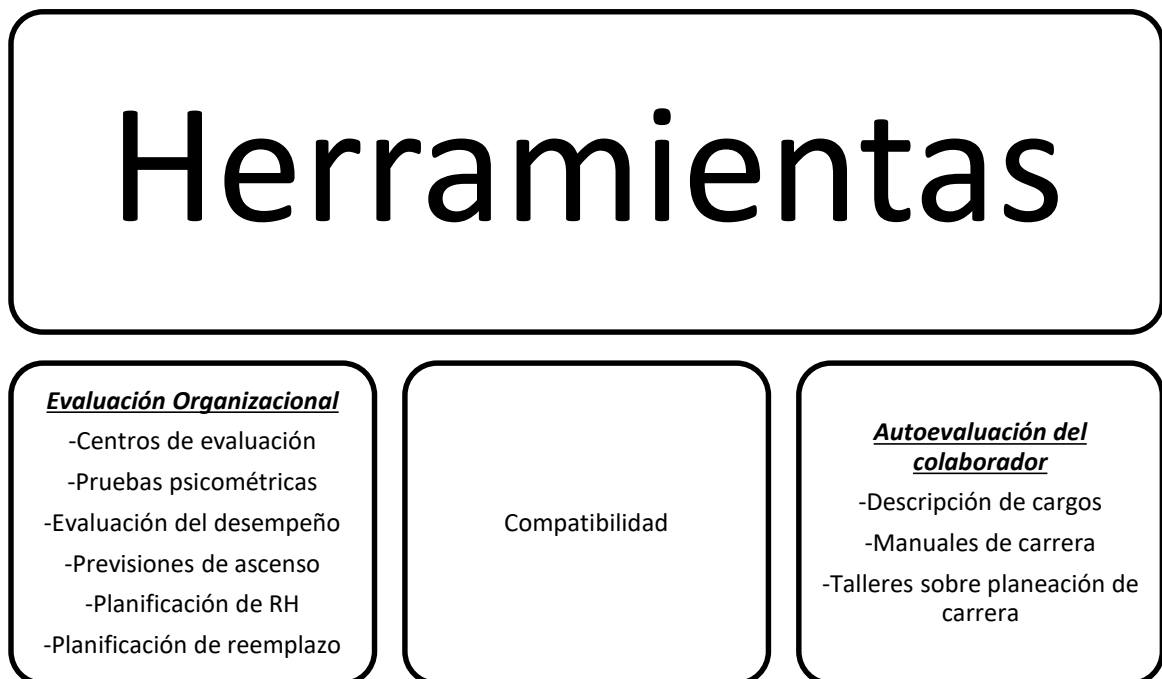 Herramientas
Evaluación Organizacional
-Centros de evaluación
-Pruebas psicométricas
-Evaluación del desempeño
-Previsiones de ascenso
-Planificación de RH
-Planificación de reemplazo
Compatibilidad
Autoevaluación del
colaborador
-Descripción de cargos
-Manuales de carrera
-Talleres sobre planeación de
carrera